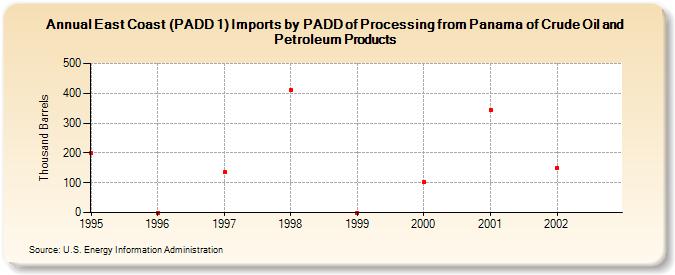 Annual East Coast (PADD 1) Imports by PADD of Processing from Panama of Crude Oil and
Petroleum Products
Thousand Barrels
500
400
300
200
100
0
1995 1996 1997 1998 1999 2000 2001 2002
Source: U.S. Energy Information Administration